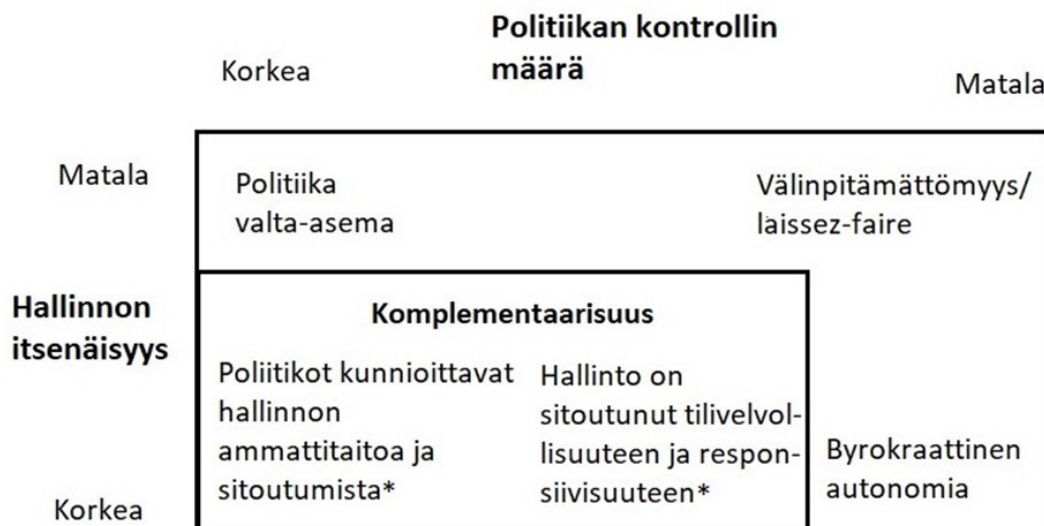 Politiikan kontrollin
määrä
Korkea
Matala
Matala
Politiika
valta-asema
Välinpitämättömyys/
laissez-faire
Hallinnon
itsenäisyys
Komplementaarisuus
Poliitikot kunnioittavat
hallinnon
ammattitaitoa ja
sitoutumista*
Hallinto on
sitoutunut tilivelvol-
lisuuteen ja respon-
siivisuuteen*
Byrokraattinen
autonomia
Korkea